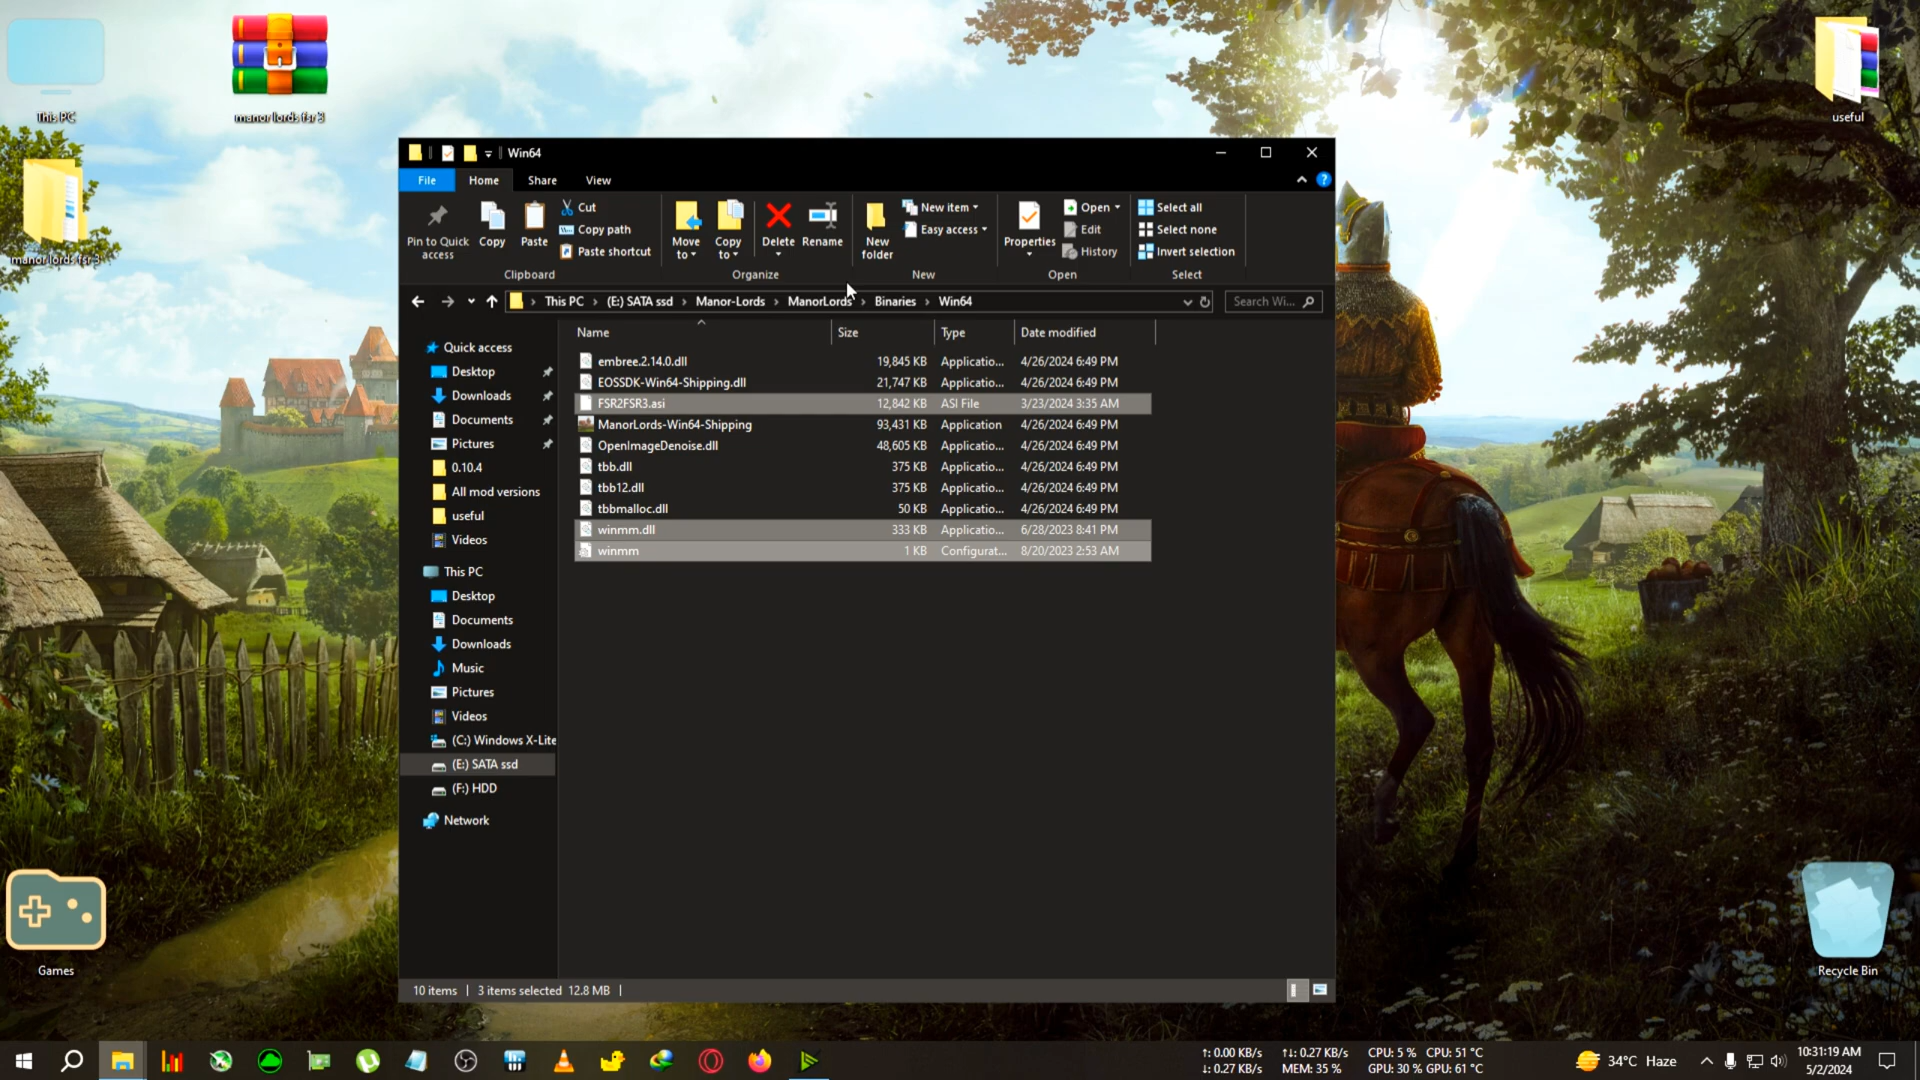 This PC
manor lords fsr 3
useful
manor lords fsr 3
Win64
File Home Share View
Pin to Quick access
Copy
Paste
Cut
Copy path
Paste shortcut
Clipboard
Move to
Copy to
Delete
Rename
Organize
New folder
New item
Easy access
New
Properties
Open
Edit
History
Open
Select all
Select none
Invert selection
Select
This PC > (E:) SATA ssd > Manor-Lords > ManorLords > Binaries > Win64
Search Wi...
Name Size Type Date modified
embree.2.14.0.dll 19,845 KB Applicatio... 4/26/2024 6:49 PM
EOSSDK-Win64-Shipping.dll 21,747 KB Applicatio... 4/26/2024 6:49 PM
FSR2FSR3.asi 12,842 KB ASI File 3/23/2024 3:35 AM
ManorLords-Win64-Shipping 93,431 KB Application 4/26/2024 6:49 PM
OpenImageDenoise.dll 48,605 KB Applicatio... 4/26/2024 6:49 PM
tbb.dll 375 KB Applicatio... 4/26/2024 6:49 PM
tbb12.dll 375 KB Applicatio... 4/26/2024 6:49 PM
tbbmalloc.dll 50 KB Applicatio... 4/26/2024 6:49 PM
winmm.dll 333 KB Applicatio... 6/28/2023 8:41 PM
winmm 1 KB Configurat... 8/20/2023 2:53 AM
Quick access
Desktop
Downloads
Documents
Pictures
0.10.4
All mod versions
useful
Videos
This PC
Desktop
Documents
Downloads
Music
Pictures
Videos
(C:) Windows X-Lite
(E:) SATA ssd
(F:) HDD
Network
10 items | 3 items selected 12.8 MB |
Games
Recycle Bin
↑: 0.00 KB/s ↑↓: 0.27 KB/s CPU: 5 % CPU: 51 °C
↓: 0.27 KB/s MEM: 35 % GPU: 30 % GPU: 61 °C
34°C Haze
10:31:19 AM
5/2/2024